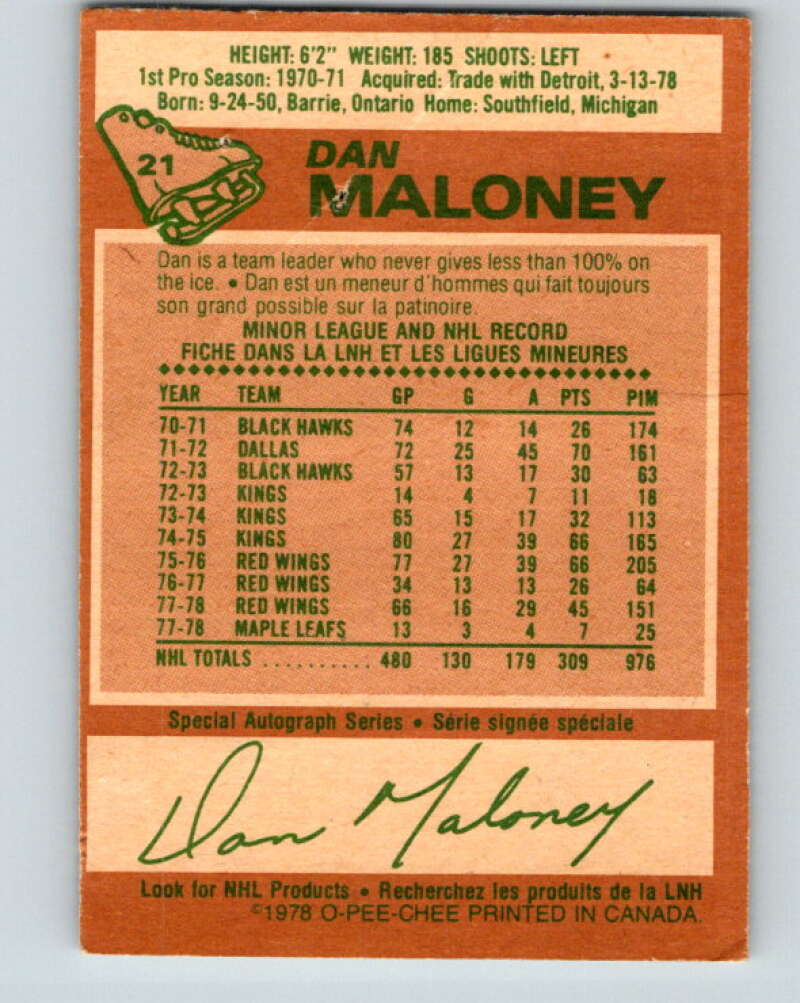 HEIGHT: 6'2" WEIGHT: 185 SHOOTS: LEFT
1st Pro Season: 1970-71 Acquired: Trade with Detroit, 3-13-78
Born: 9-24-50, Barrie, Ontario Home: Southfield, Michigan
21
DAN
MALONEY
Dan is a team leader who never gives less than 100% on
the ice. • Dan est un meneur d'hommes qui fait toujours
son grand possible sur la patinoire.
MINOR LEAGUE AND NHL RECORD
FICHE DANS LA LNH ET LES LIGUES MINEURES
YEAR TEAM GP G A PTS PIM
70-71 BLACK HAWKS 74 12 14 26 174
71-72 DALLAS 72 25 45 70 161
72-73 BLACK HAWKS 57 13 17 30 63
72-73 KINGS 14 4 7 11 18
73-74 KINGS 65 15 17 32 113
74-75 KINGS 80 27 39 66 165
75-76 RED WINGS 77 27 39 66 205
76-77 RED WINGS 34 13 13 26 64
77-78 RED WINGS 66 16 29 45 151
77-78 MAPLE LEAFS 13 3 4 7 25
NHL TOTALS .......... 480 130 179 309 976
Special Autograph Series • Série signée spéciale
Dan Maloney
Look for NHL Products • Recherchez les produits de la LNH
©1978 O-PEE-CHEE PRINTED IN CANADA.